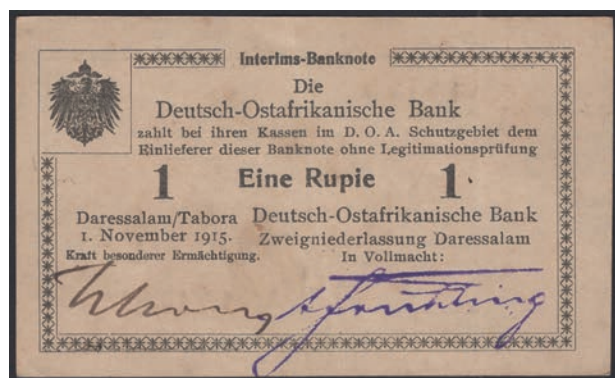 Interims-Banknote
Die
Deutsch-Ostafrikanische Bank
zahlt bei ihren Kassen im D. O. A. Schutzgebiet dem
Einlieferer dieser Banknote ohne Legitimationsprüfung
1 Eine Rupie 1
Daressalam/Tabora Deutsch-Ostafrikanische Bank
1. November 1915. Zweigniederlassung Daressalam
Kraft besonderer Ermächtigung. In Vollmacht: